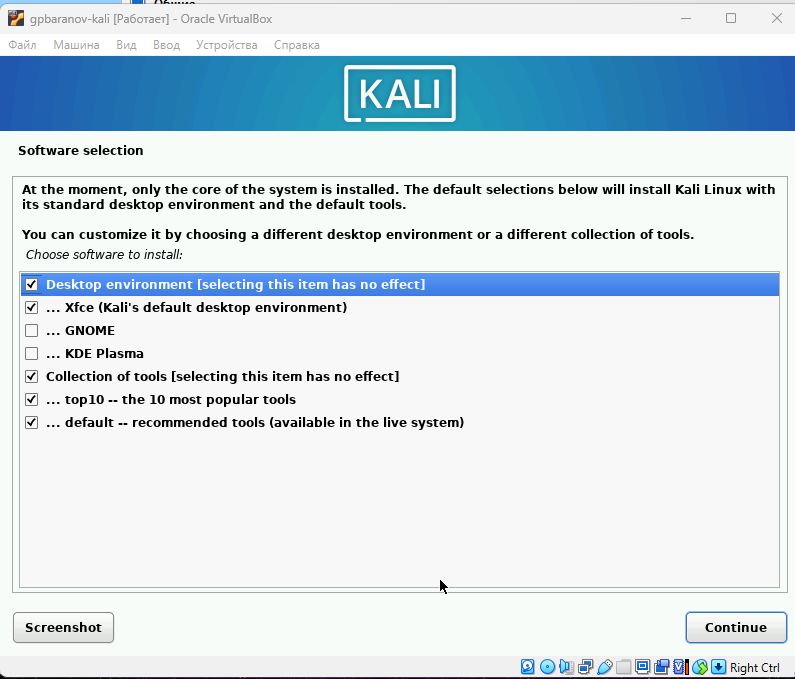 Общие
gpbaranov-kali [Работает] - Oracle VirtualBox
Файл Машина Вид Ввод Устройства Справка
KALI
Software selection
At the moment, only the core of the system is installed. The default selections below will install Kali Linux with
its standard desktop environment and the default tools.
You can customize it by choosing a different desktop environment or a different collection of tools.
Choose software to install:
Desktop environment [selecting this item has no effect]
... Xfce (Kali's default desktop environment)
... GNOME
... KDE Plasma
Collection of tools [selecting this item has no effect]
... top10 -- the 10 most popular tools
... default -- recommended tools (available in the live system)
Screenshot
Continue
Right Ctrl